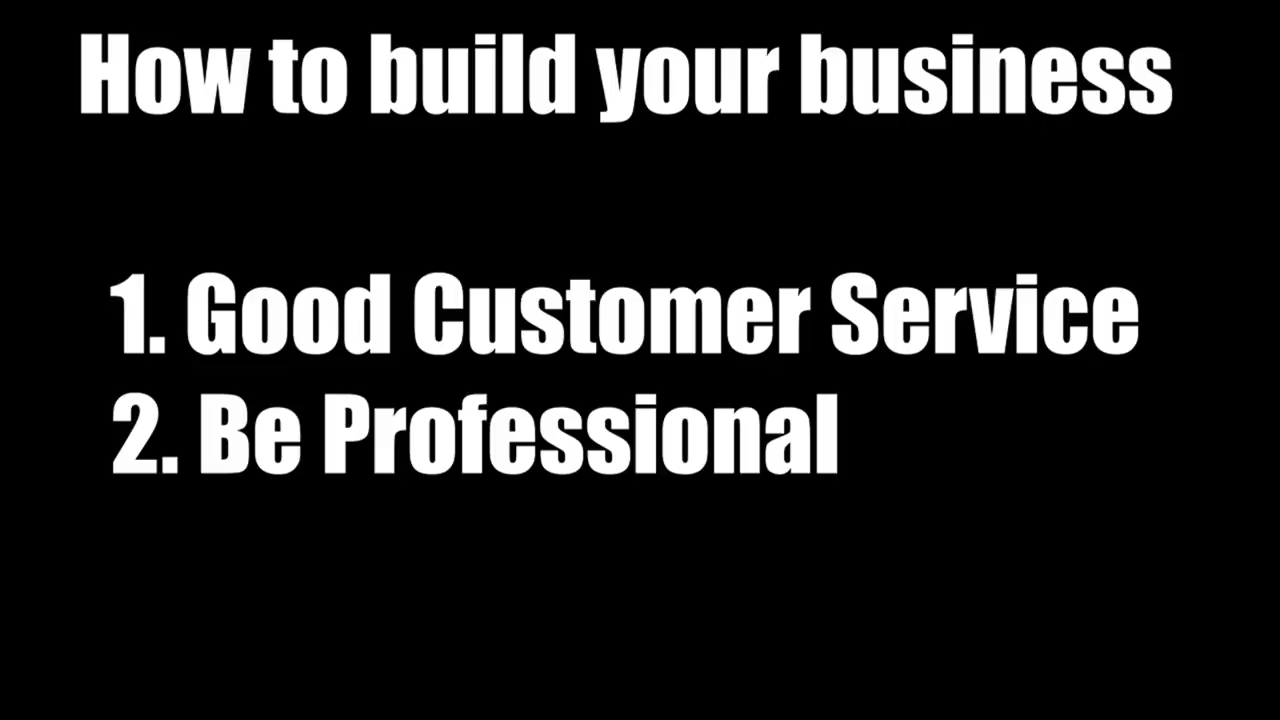 How to build your business
1. Good Customer Service
2. Be Professional